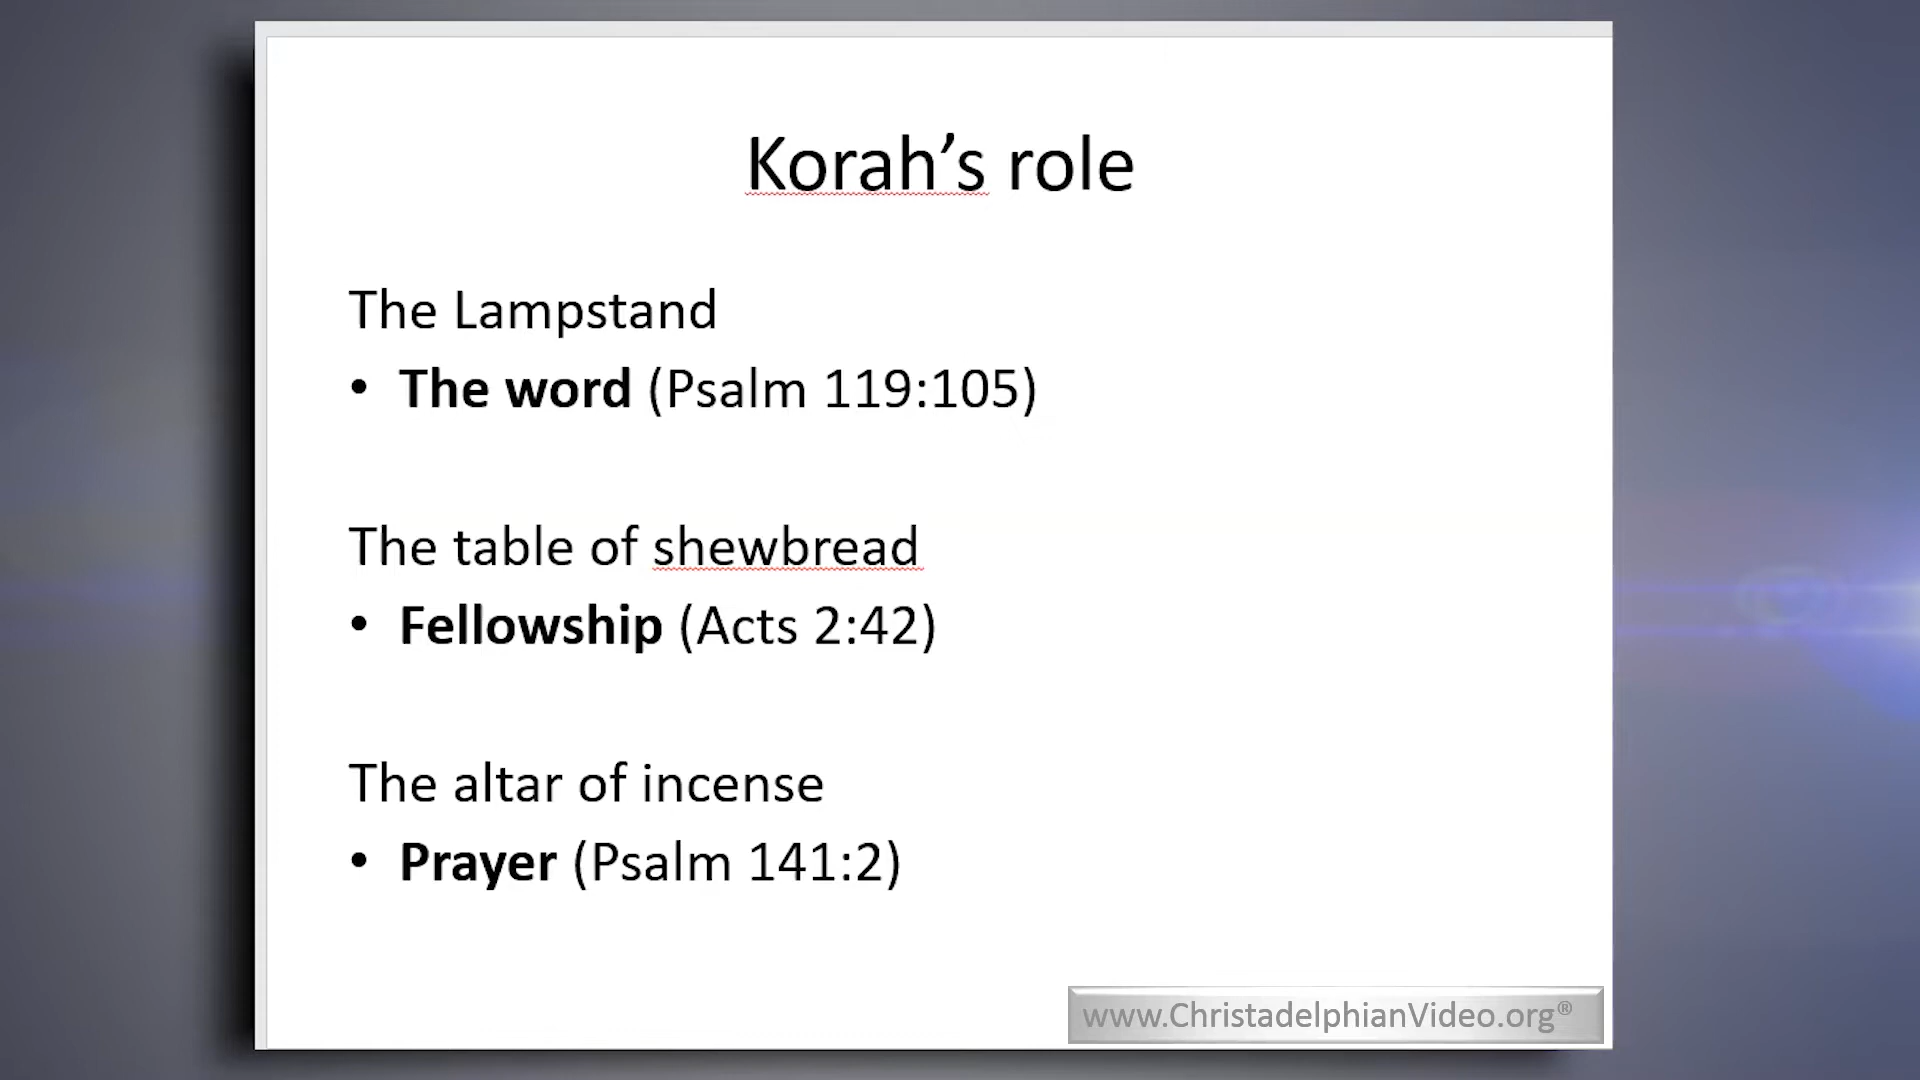 Korah’s role
The Lampstand
• The word (Psalm 119:105)
The table of shewbread
• Fellowship (Acts 2:42)
The altar of incense
• Prayer (Psalm 141:2)
www.ChristadelphianVideo.org®